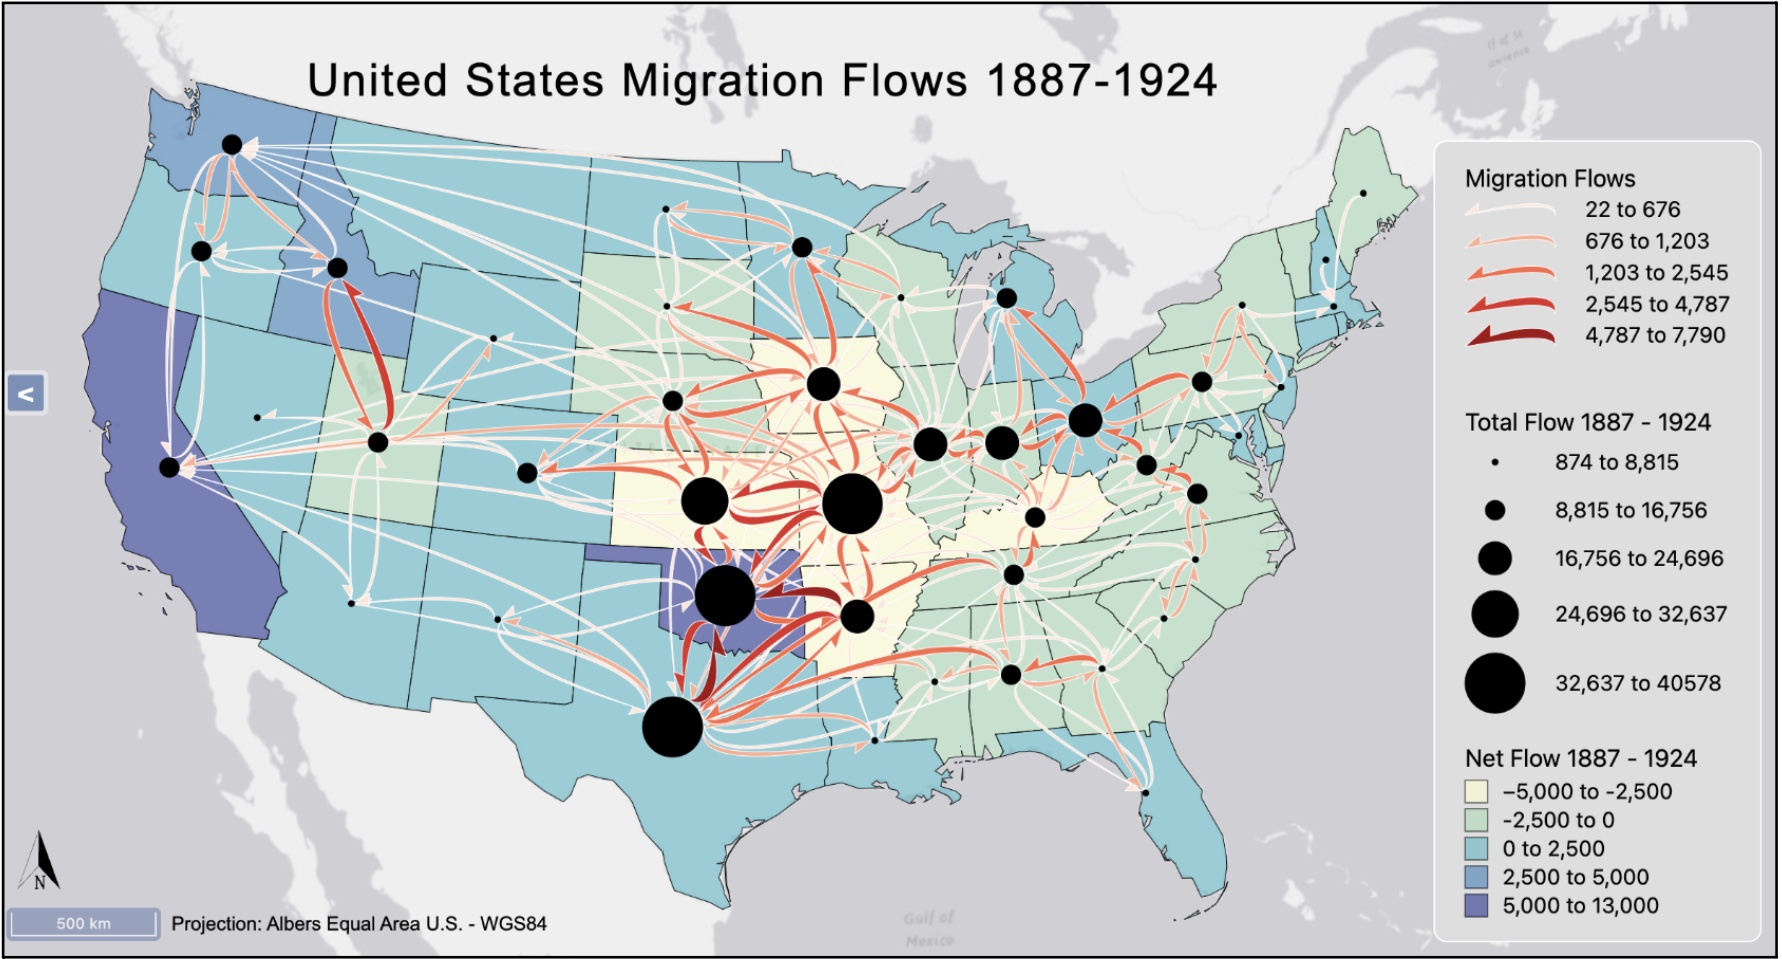 United States Migration Flows 1887-1924
Migration Flows
22 to 676
676 to 1,203
1,203 to 2,545
2,545 to 4,787
4,787 to 7,790
Total Flow 1887 - 1924
874 to 8,815
8,815 to 16,756
16,756 to 24,696
24,696 to 32,637
32,637 to 40578
Net Flow 1887 - 1924
−5,000 to -2,500
-2,500 to 0
0 to 2,500
2,500 to 5,000
5,000 to 13,000
<
N
500 km
Projection: Albers Equal Area U.S. - WGS84
Gulf of
Mexico